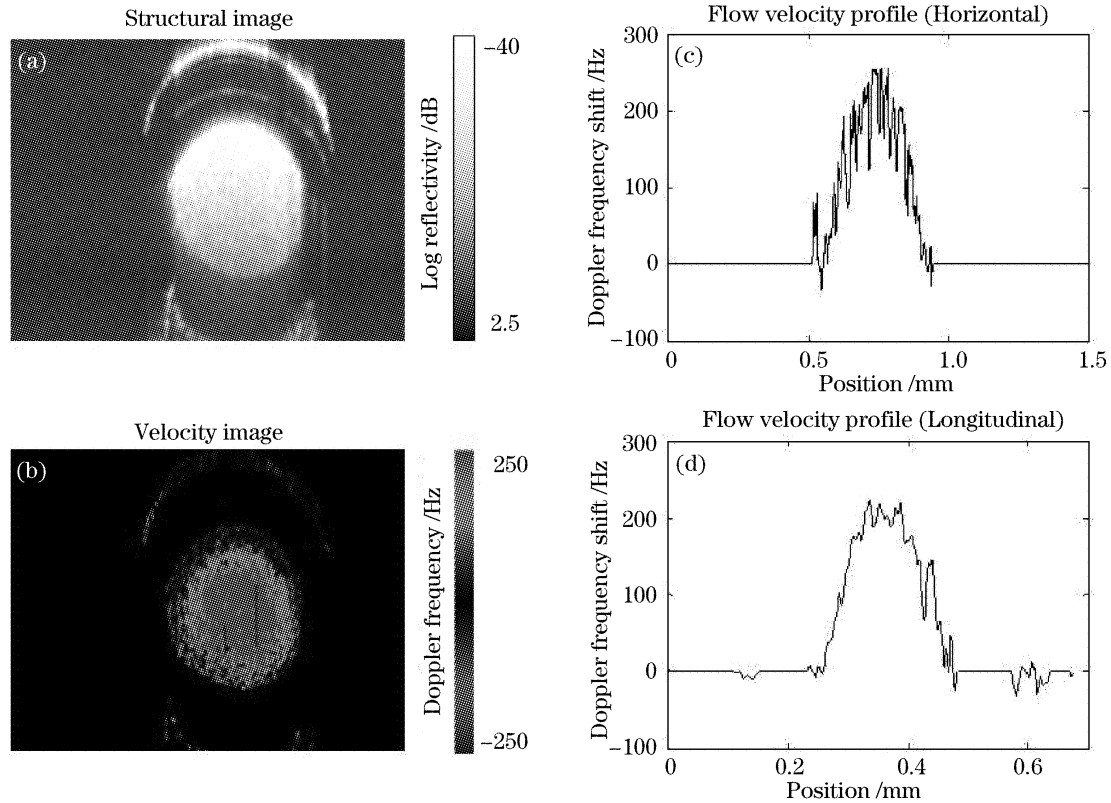 Structural image
(a)
−40
Log reflectivity /dB
2.5
Flow velocity profile (Horizontal)
(c)
300
200
100
0
−100
Doppler frequency shift /Hz
0
0.5
1.0
1.5
Position /mm
Velocity image
(b)
250
Doppler frequency /Hz
−250
Flow velocity profile (Longitudinal)
(d)
300
200
100
0
−100
Doppler frequency shift /Hz
0
0.2
0.4
0.6
Position /mm